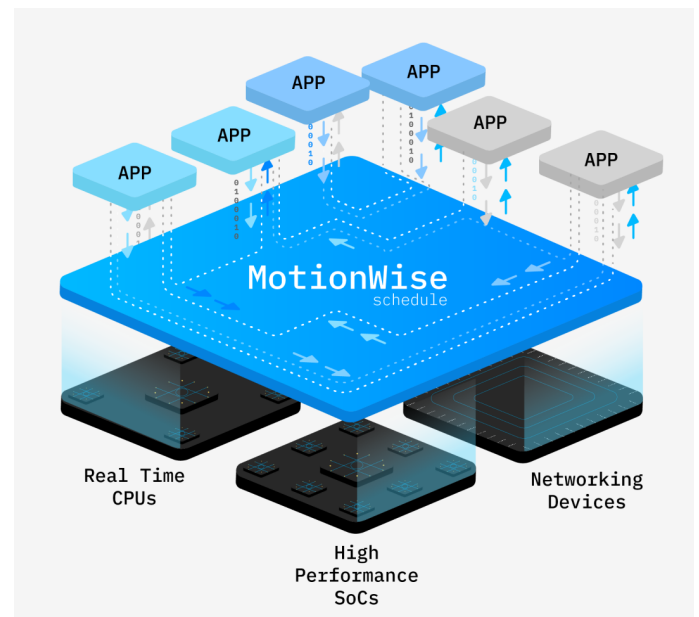 APP
APP
APP
APP
APP
APP
MotionWise
schedule
Real Time
CPUs
High
Performance
SoCs
Networking
Devices